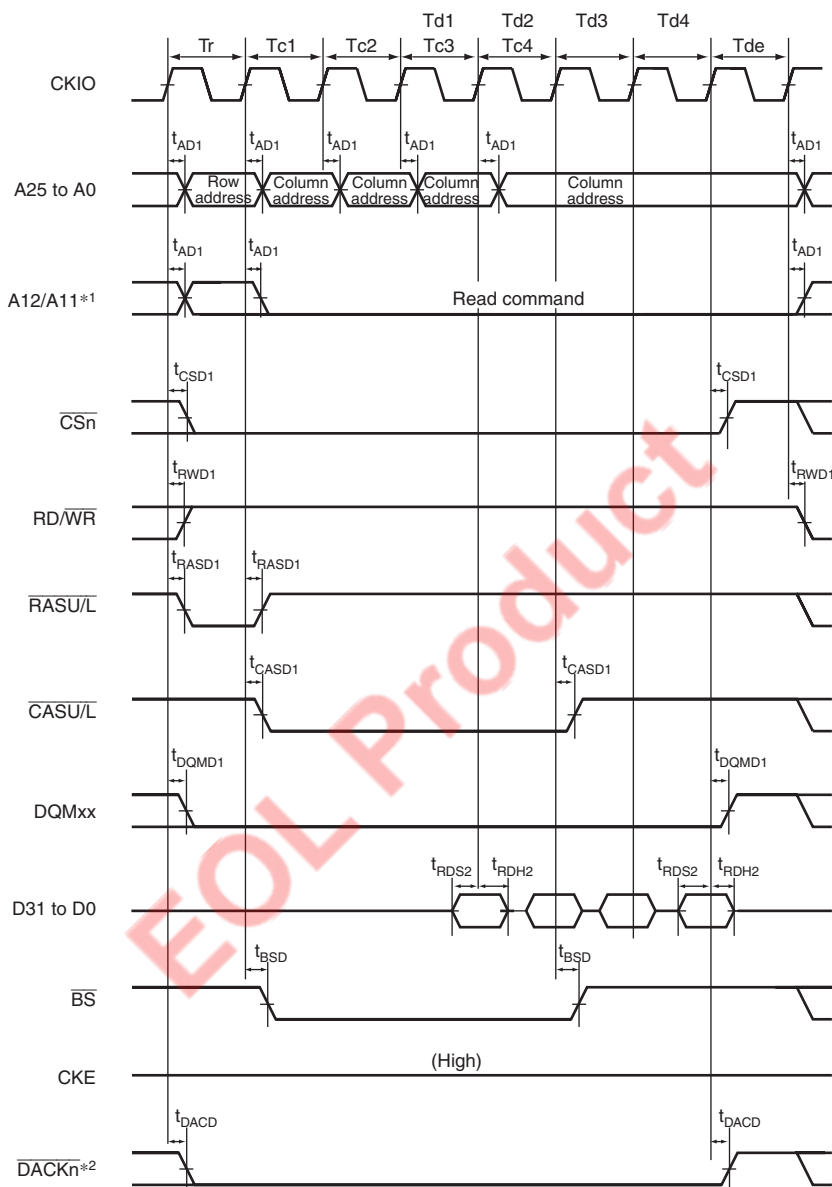 Td1 Td2 Td3 Td4
Tr Tc1 Tc2 Tc3 Tc4 Tde
CKIO
tAD1 tAD1 tAD1 tAD1 tAD1 tAD1
A25 to A0
Row address
Column address
Column address
Column address
Column address
tAD1 tAD1 tAD1
A12/A11*1
Read command
tCSD1 tCSD1
CSn
tRWD1 tRWD1
RD/WR
tRASD1 tRASD1
RASU/L
tCASD1 tCASD1
CASU/L
tDQMD1 tDQMD1
DQMxx
tRDS2 tRDH2 tRDS2 tRDH2
D31 to D0
tBSD tBSD
BS
(High)
CKE
tDACD tDACD
DACKn*2
EOL Product